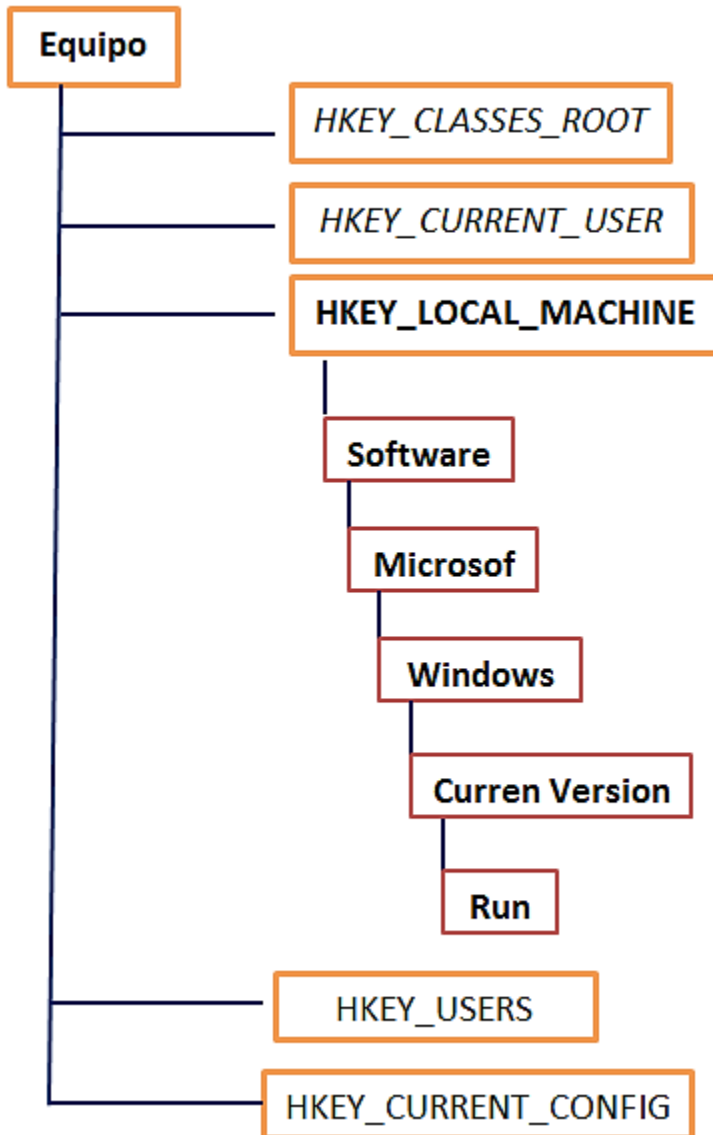 Equipo
HKEY_CLASSES_ROOT
HKEY_CURRENT_USER
HKEY_LOCAL_MACHINE
Software
Microsof
Windows
Curren Version
Run
HKEY_USERS
HKEY_CURRENT_CONFIG